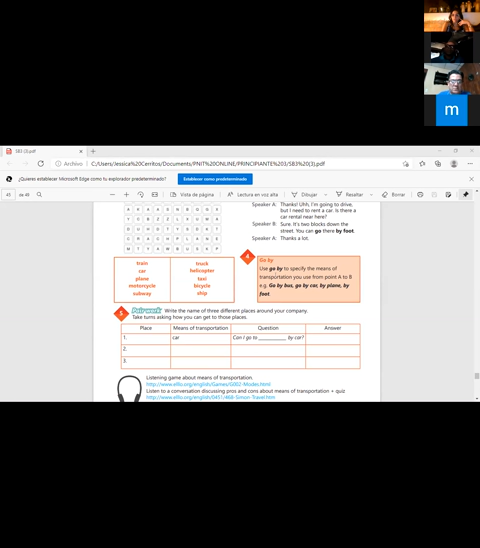 m
SB3 (3).pdf
Archivo
C:/Users/Jessica%20Cerritos/Documents/PNIT%20ONLINE/PRINCIPIANTE%203/SB3%20(3).pdf
¿Quieres establecer Microsoft Edge como tu explorador predeterminado?
Establecer como predeterminado
de 48
Vista de página
Lectura en voz alta
Dibujar
Resaltar
Borrar
Speaker A: Thanks! Uhh, I'm going to drive,
but I need to rent a car. Is there a
car rental near here?
Speaker B: Sure. It's two blocks down the
street. You can go there by foot.
Speaker A: Thanks a lot.
train
car
plane
motorcycle
subway
truck
helicopter
taxi
bicycle
ship
4.
Go by
Use go by to specify the means of
transportation you use from point A to B
e.g. Go by bus, go by car, by plane, by
foot.
5. Pair work Write the name of three different places around your company.
Take turns asking how you can get to those places.
Place Means of transportation Question Answer
1. car Can I go to __________ by car?
2.
3.
Listening game about means of transportation.
http://www.elllo.org/english/Games/G002-Modes.html
Listen to a conversation discussing pros and cons about means of transportation + quiz
http://www.elllo.org/english/0451/468-Simon-Travel.htm